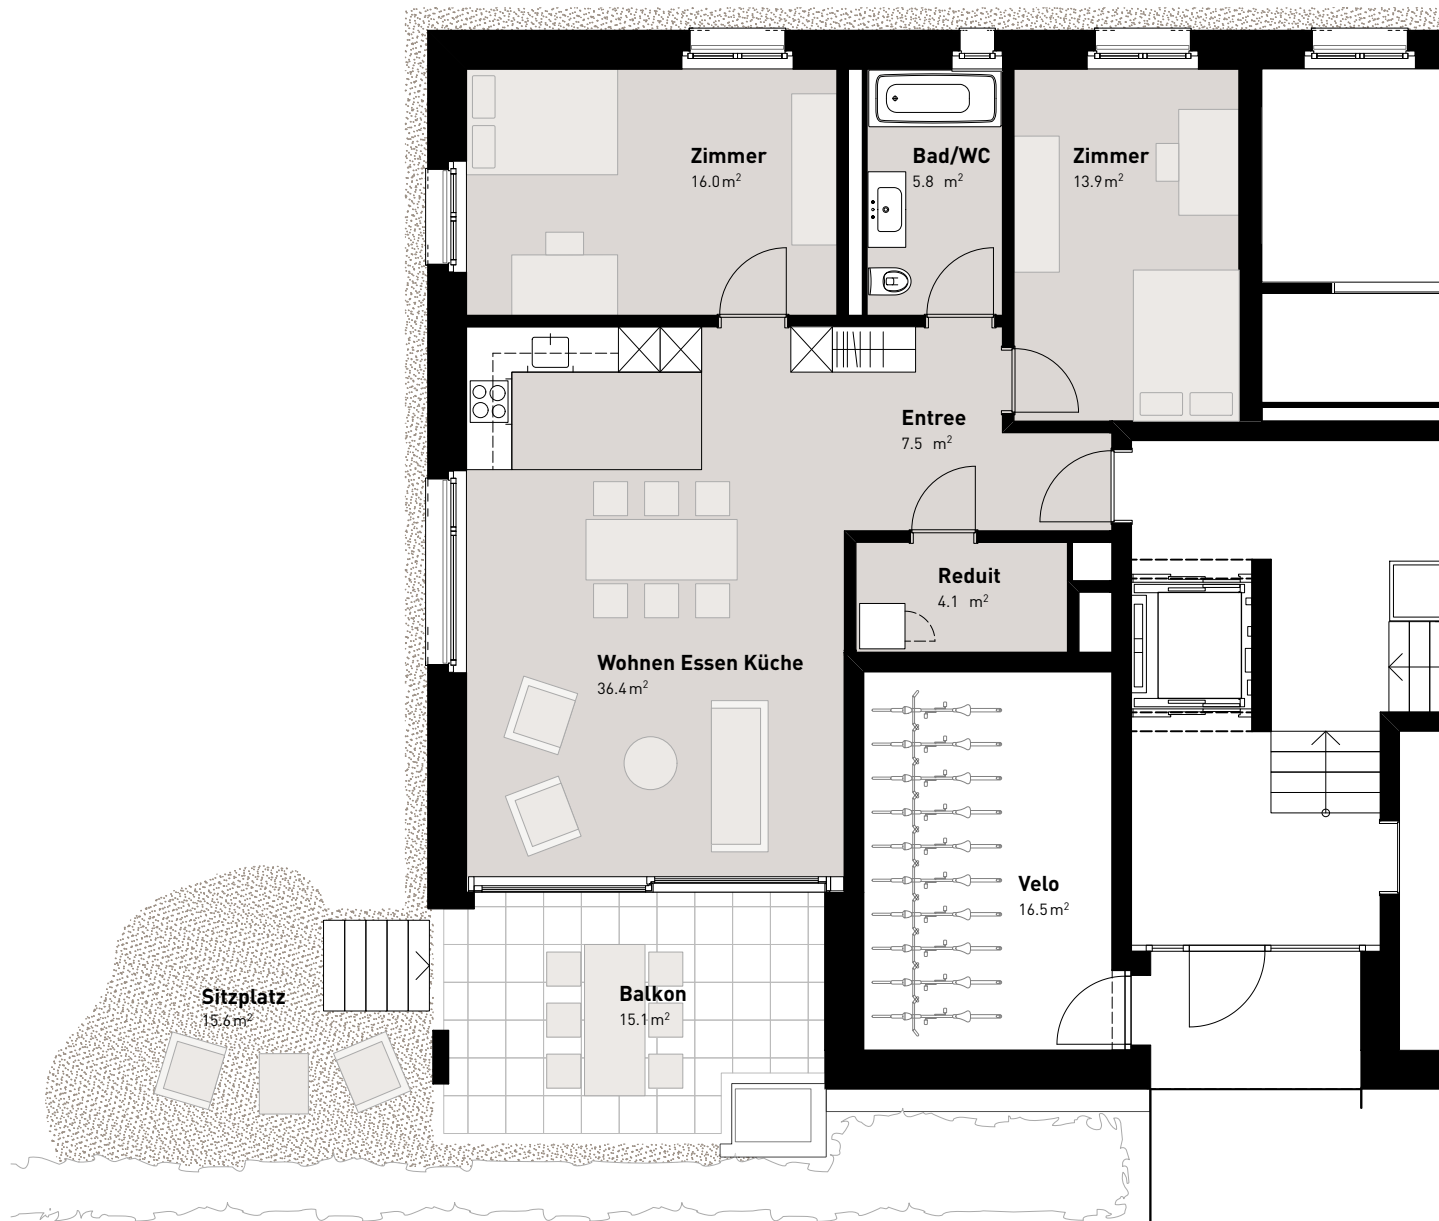 Zimmer
16.0 m²
Bad/WC
5.8 m²
Zimmer
13.9 m²
Entree
7.5 m²
Reduit
4.1 m²
Wohnen Essen Küche
36.4 m²
Velo
16.5 m²
Sitzplatz
15.6 m²
Balkon
15.1 m²